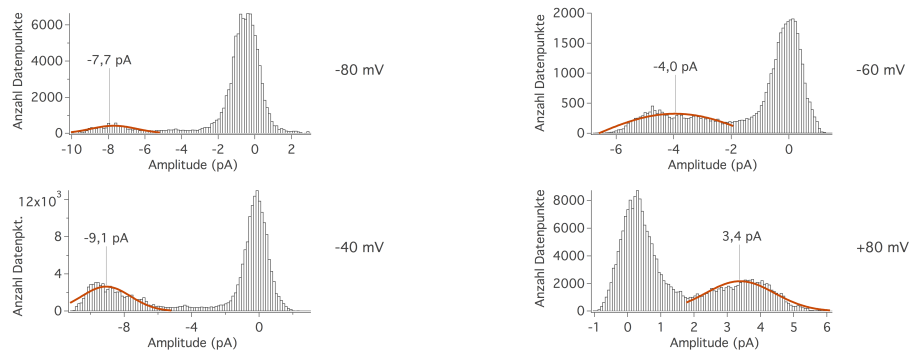 Anzahl Datenpunkte
6000
4000
2000
0
-7,7 pA
-80 mV
-10 -8 -6 -4 -2 0 2
Amplitude (pA)
Anzahl Datenpunkte
2000
1500
1000
500
0
-4,0 pA
-60 mV
-6 -4 -2 0
Amplitude (pA)
Anzahl Datenpkt.
12x10³
8
4
0
-9,1 pA
-40 mV
-8 -4 0
Amplitude (pA)
Anzahl Datenpunkte
8000
6000
4000
2000
0
3,4 pA
+80 mV
-1 0 1 2 3 4 5 6
Amplitude (pA)